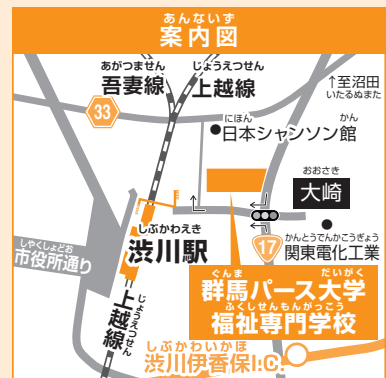 あんないず
案内図
あがつません
吾妻線
じょうえつせん
上越線
↑至沼田
いたるぬまた
33
にほん かん
●日本シャンソン館
おおさき
大崎
しぶかわえき
渋川駅
17
かんとうでんかこうぎょう
関東電化工業
しやくしょどお
市役所通り
ぐんま だいがく
群馬パース大学
ふくしせんもんがっこう
福祉専門学校
じょうえつせん
上越線
しぶかわいかほ
渋川伊香保I.C.